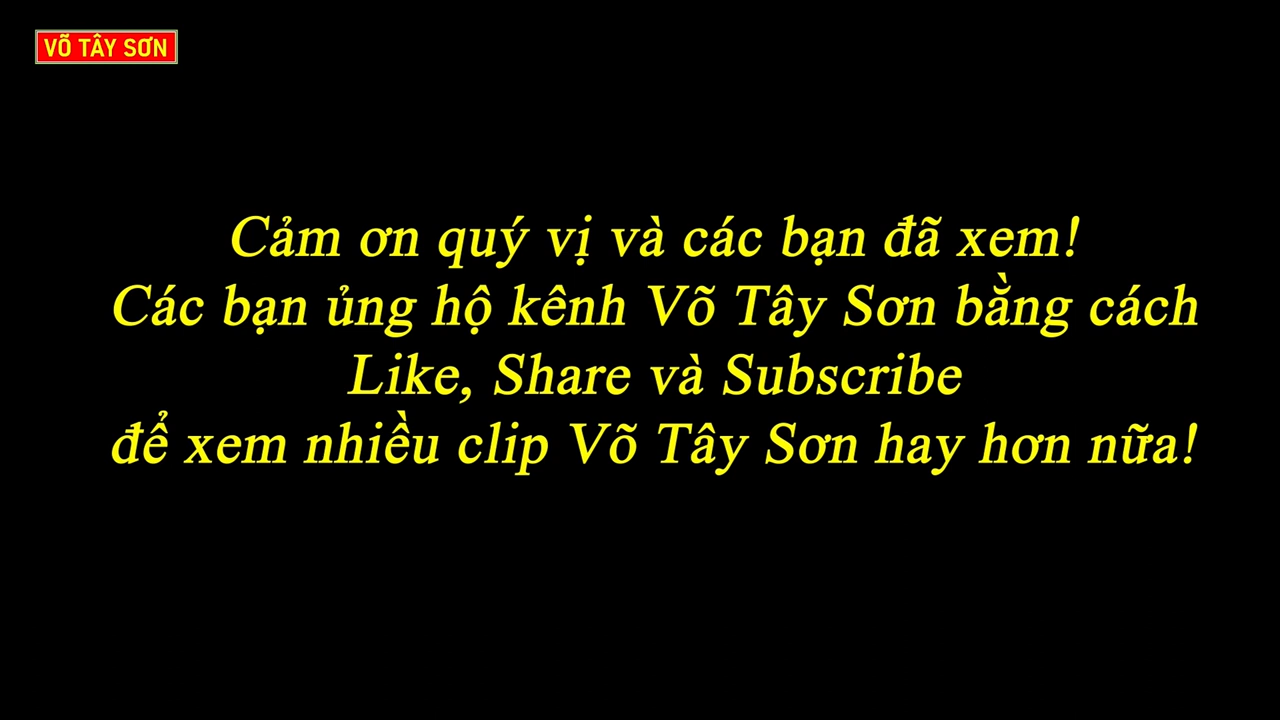 VÕ TÂY SƠN
Cảm ơn quý vị và các bạn đã xem!
Các bạn ủng hộ kênh Võ Tây Sơn bằng cách
Like, Share và Subscribe
để xem nhiều clip Võ Tây Sơn hay hơn nữa!